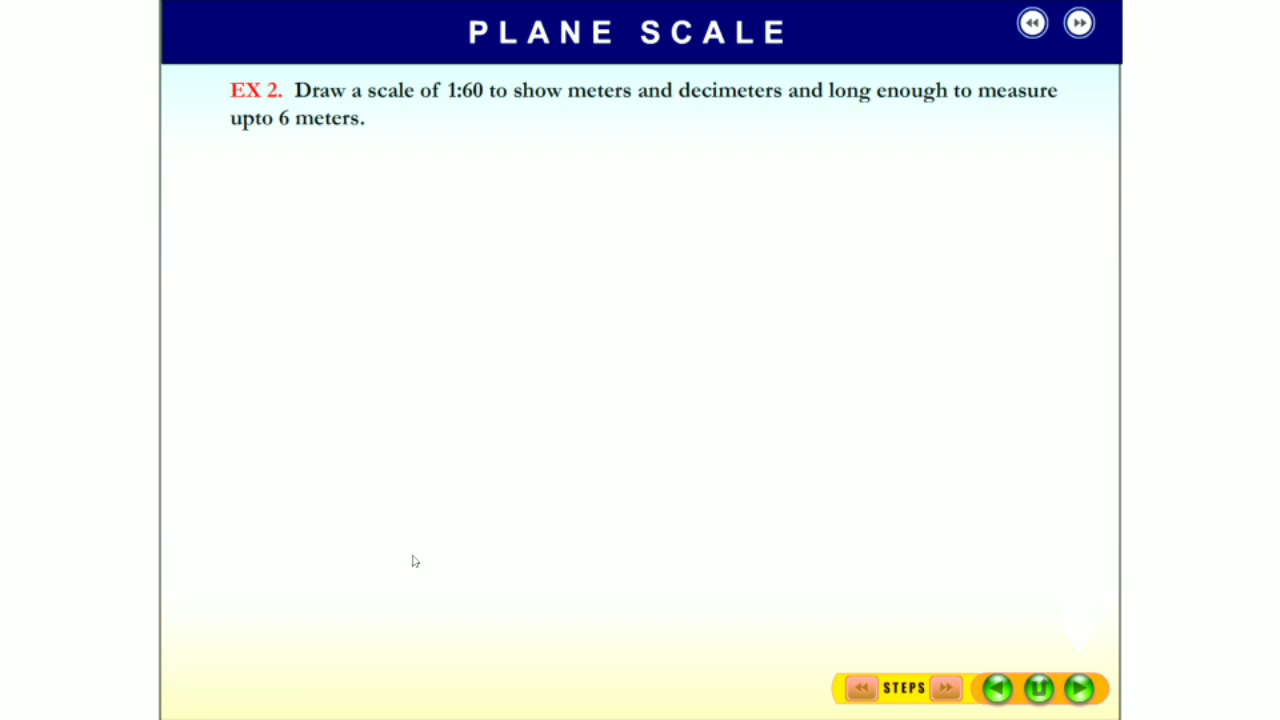 PLANE SCALE
EX 2. Draw a scale of 1:60 to show meters and decimeters and long enough to measure
upto 6 meters.
STEPS